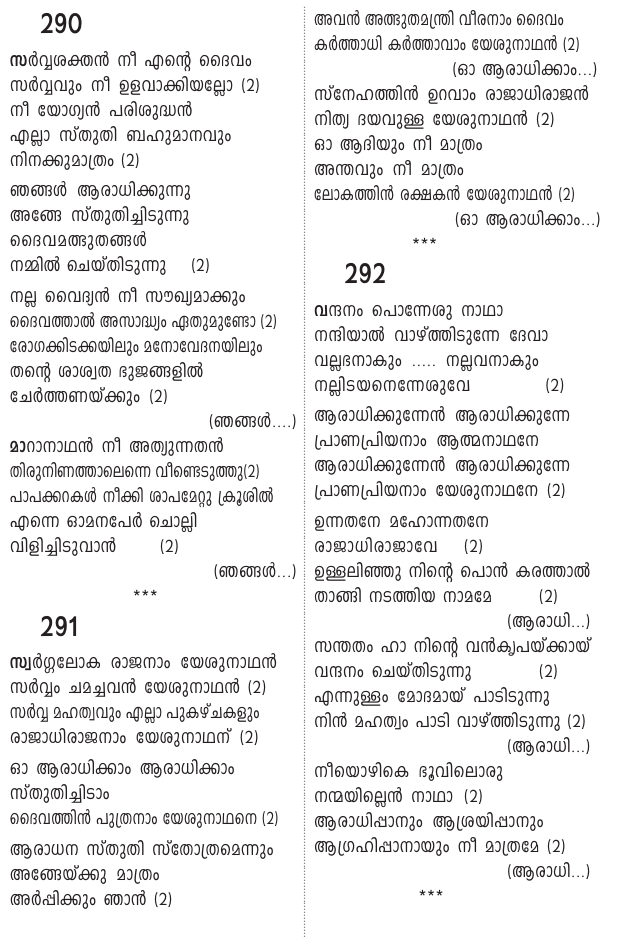 290
സർവ്വശക്തൻ നീ എന്റെ ദൈവം
സർവ്വവും നീ ഉളവാക്കിയല്ലോ (2)
നീ യോഗ്യൻ പരിശുദ്ധൻ
എല്ലാ സ്തുതി ബഹുമാനവും
നിനക്കുമാത്രം (2)
ഞങ്ങൾ ആരാധിക്കുന്നു
അങ്ങേ സ്തുതിച്ചിടുന്നു
ദൈവമത്ഭുതങ്ങൾ
നമ്മിൽ ചെയ്തിടുന്നു (2)
നല്ല വൈദ്യൻ നീ സൗഖ്യമാക്കും
ദൈവത്താൽ അസാദ്ധ്യം ഏതുമുണ്ടോ (2)
രോഗക്കിടക്കയിലും മനോവേദനയിലും
തന്റെ ശാശ്വത ഭുജങ്ങളിൽ
ചേർത്തണയ്ക്കും (2)
(ഞങ്ങൾ....)
മാറാനാഥൻ നീ അത്യുന്നതൻ
തിരുനിണത്താലെന്നെ വീണ്ടെടുത്തു(2)
പാപക്കറകൾ നീക്കി ശാപമേറ്റു ക്രൂശിൽ
എന്നെ ഓമനപേർ ചൊല്ലി
വിളിച്ചിടുവാൻ (2)
(ഞങ്ങൾ...)
***
291
സ്വർഗ്ഗലോക രാജനാം യേശുനാഥൻ
സർവ്വം ചമച്ചവൻ യേശുനാഥൻ (2)
സർവ്വ മഹത്വവും എല്ലാ പുകഴ്ചകളും
രാജാധിരാജനാം യേശുനാഥന് (2)
ഓ ആരാധിക്കാം ആരാധിക്കാം
സ്തുതിച്ചിടാം
ദൈവത്തിൻ പുത്രനാം യേശുനാഥനെ (2)
ആരാധന സ്തുതി സ്തോത്രമെന്നും
അങ്ങേയ്ക്കു മാത്രം
അർപ്പിക്കും ഞാൻ (2)
അവൻ അത്ഭുതമന്ത്രി വീരനാം ദൈവം
കർത്താധി കർത്താവാം യേശുനാഥൻ (2)
(ഓ ആരാധിക്കാം...)
സ്നേഹത്തിൻ ഉറവാം രാജാധിരാജൻ
നിത്യ ദയവുള്ള യേശുനാഥൻ (2)
ഓ ആദിയും നീ മാത്രം
അന്തവും നീ മാത്രം
ലോകത്തിൻ രക്ഷകൻ യേശുനാഥൻ (2)
(ഓ ആരാധിക്കാം...)
***
292
വന്ദനം പൊന്നേശു നാഥാ
നന്ദിയാൽ വാഴ്ത്തിടുന്നേ ദേവാ
വല്ലഭനാകും ..... നല്ലവനാകും
നല്ലിടയനെന്നേശുവേ (2)
ആരാധിക്കുന്നേൻ ആരാധിക്കുന്നേ
പ്രാണപ്രിയനാം ആത്മനാഥനേ
ആരാധിക്കുന്നേൻ ആരാധിക്കുന്നേ
പ്രാണപ്രിയനാം യേശുനാഥനേ (2)
ഉന്നതനേ മഹോന്നതനേ
രാജാധിരാജാവേ (2)
ഉള്ളലിഞ്ഞു നിന്റെ പൊൻ കരത്താൽ
താങ്ങി നടത്തിയ നാമമേ (2)
(ആരാധി...)
സന്തതം ഹാ നിന്റെ വൻകൃപയ്ക്കായ്
വന്ദനം ചെയ്തിടുന്നു (2)
എന്നുള്ളം മോദമായ് പാടിടുന്നു
നിൻ മഹത്വം പാടി വാഴ്ത്തിടുന്നു (2)
(ആരാധി...)
നീയൊഴികെ ഭൂവിലൊരു
നന്മയില്ലെൻ നാഥാ (2)
ആരാധിപ്പാനും ആശ്രയിപ്പാനും
ആഗ്രഹിപ്പാനായും നീ മാത്രമേ (2)
(ആരാധി...)
***